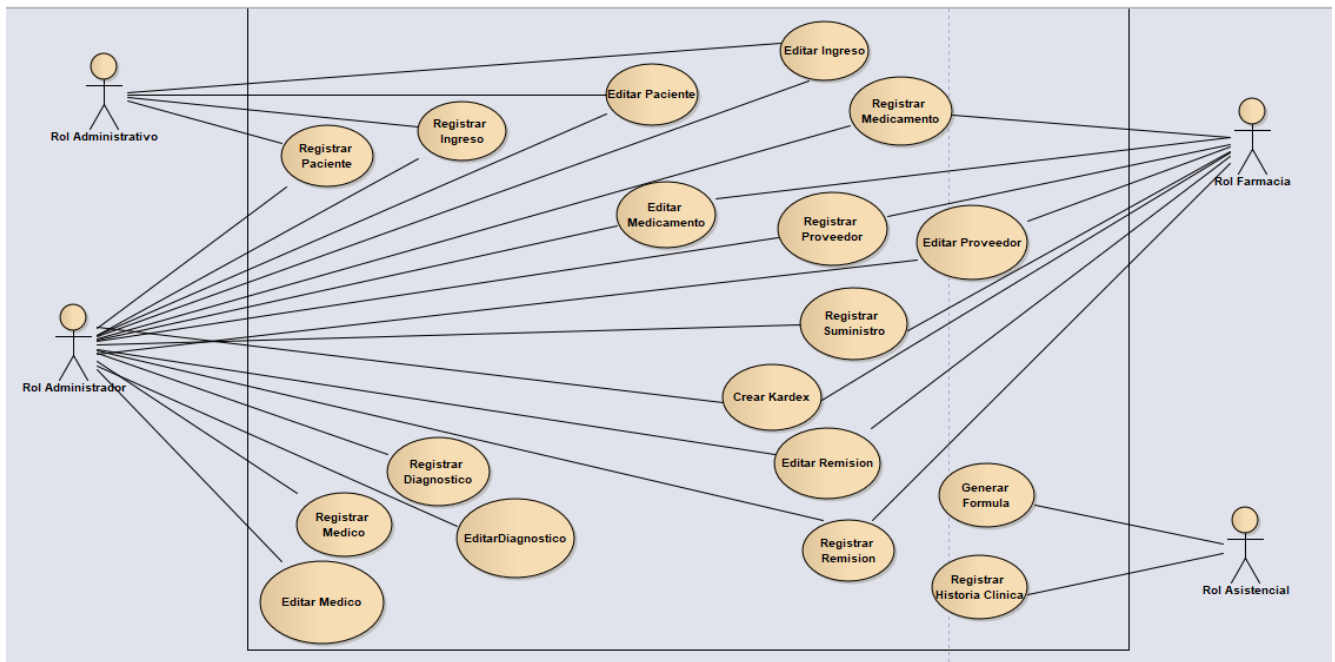 Editar Ingreso
Rol Administrativo
Editar Paciente
Registrar
Medicamento
Registrar
Ingreso
Registrar
Paciente
Rol Farmacia
Editar
Medicamento
Registrar
Proveedor
Editar Proveedor
Registrar
Suministro
Rol Administrador
Crear Kardex
Editar Remision
Registrar
Diagnostico
Generar
Formula
Registrar
Medico
EditarDiagnostico
Registrar
Remision
Registrar
Historia Clinica
Rol Asistencial
Editar Medico